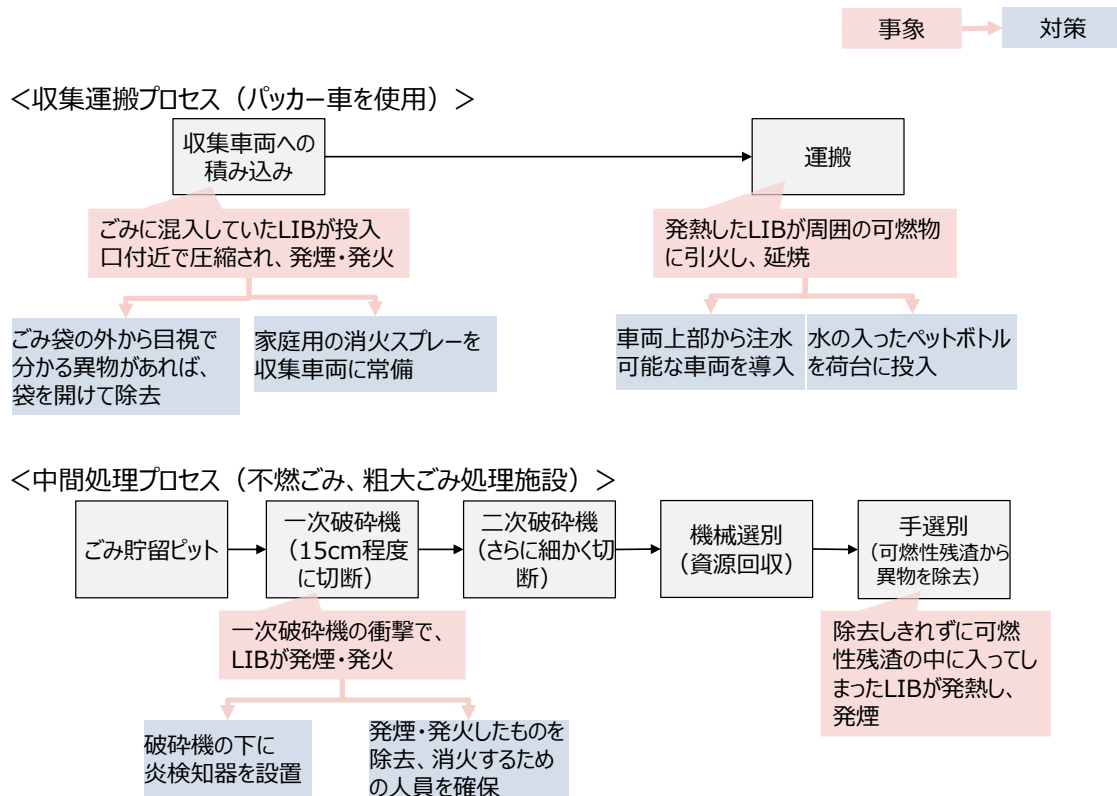 事象
対策
＜収集運搬プロセス（パッカー車を使用）＞
収集車両への
積み込み
運搬
ごみに混入していたLIBが投入
口付近で圧縮され、発煙・発火
発熱したLIBが周囲の可燃物
に引火し、延焼
ごみ袋の外から目視で
分かる異物があれば、
袋を開けて除去
家庭用の消火スプレーを
収集車両に常備
車両上部から注水
可能な車両を導入
水の入ったペットボトル
を荷台に投入
＜中間処理プロセス（不燃ごみ、粗大ごみ処理施設）＞
ごみ貯留ピット
一次破砕機
（15cm程度
に切断）
二次破砕機
（さらに細かく切
断）
機械選別
（資源回収）
手選別
（可燃性残渣から
異物を除去）
一次破砕機の衝撃で、
LIBが発煙・発火
除去しきれずに可燃
性残渣の中に入ってし
まったLIBが発熱し、
発煙
破砕機の下に
炎検知器を設置
発煙・発火したものを
除去、消火するため
の人員を確保